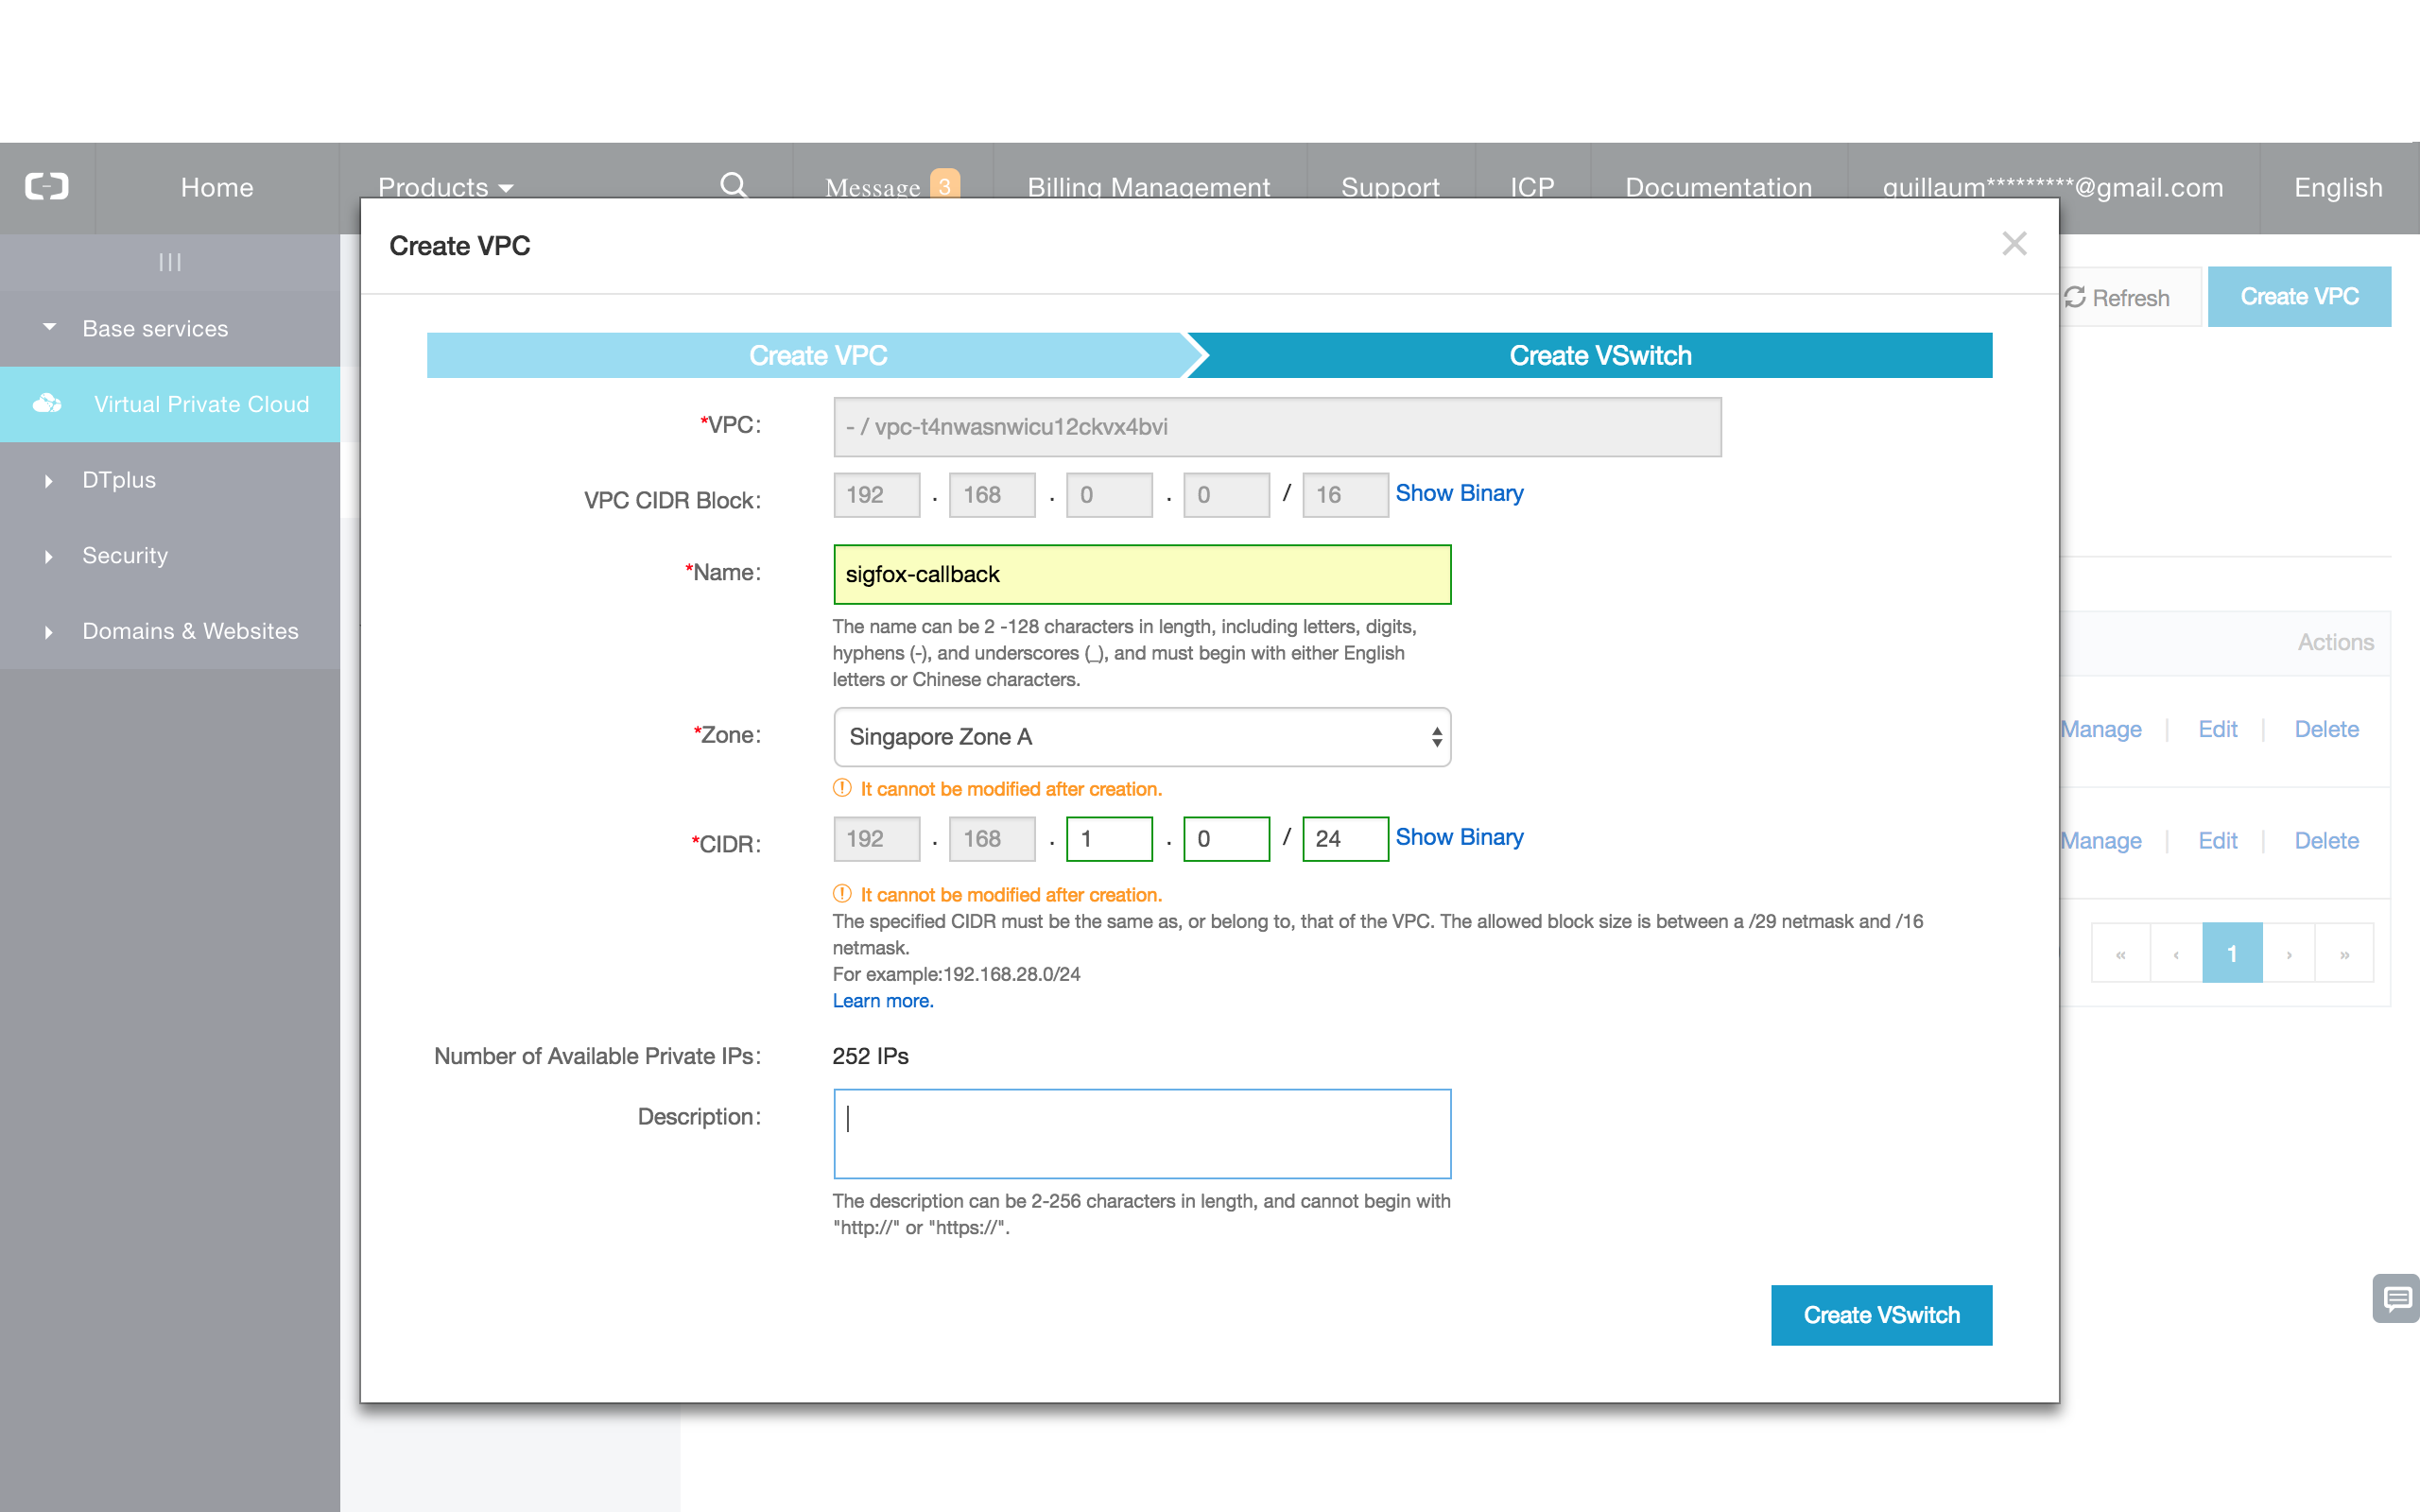 Home
Products
Message 3
Billing Management
Support
ICP
Documentation
guillaum*********@gmail.com
English
Base services
Virtual Private Cloud
DTplus
Security
Domains & Websites
Refresh
Create VPC
Create VPC
Create VPC
Create VSwitch
*VPC:
- / vpc-t4nwasnwicu12ckvx4bvi
VPC CIDR Block:
192 . 168 . 0 . 0 / 16 Show Binary
*Name:
sigfox-callback
The name can be 2 -128 characters in length, including letters, digits,
hyphens (-), and underscores (_), and must begin with either English
letters or Chinese characters.
*Zone:
Singapore Zone A
It cannot be modified after creation.
*CIDR:
192 . 168 . 1 . 0 / 24 Show Binary
It cannot be modified after creation.
The specified CIDR must be the same as, or belong to, that of the VPC. The allowed block size is between a /29 netmask and /16
netmask.
For example:192.168.28.0/24
Learn more.
Number of Available Private IPs:
252 IPs
Description:
The description can be 2-256 characters in length, and cannot begin with
"http://" or "https://".
Create VSwitch
Actions
Manage | Edit | Delete
Manage | Edit | Delete
« ‹ 1 › »